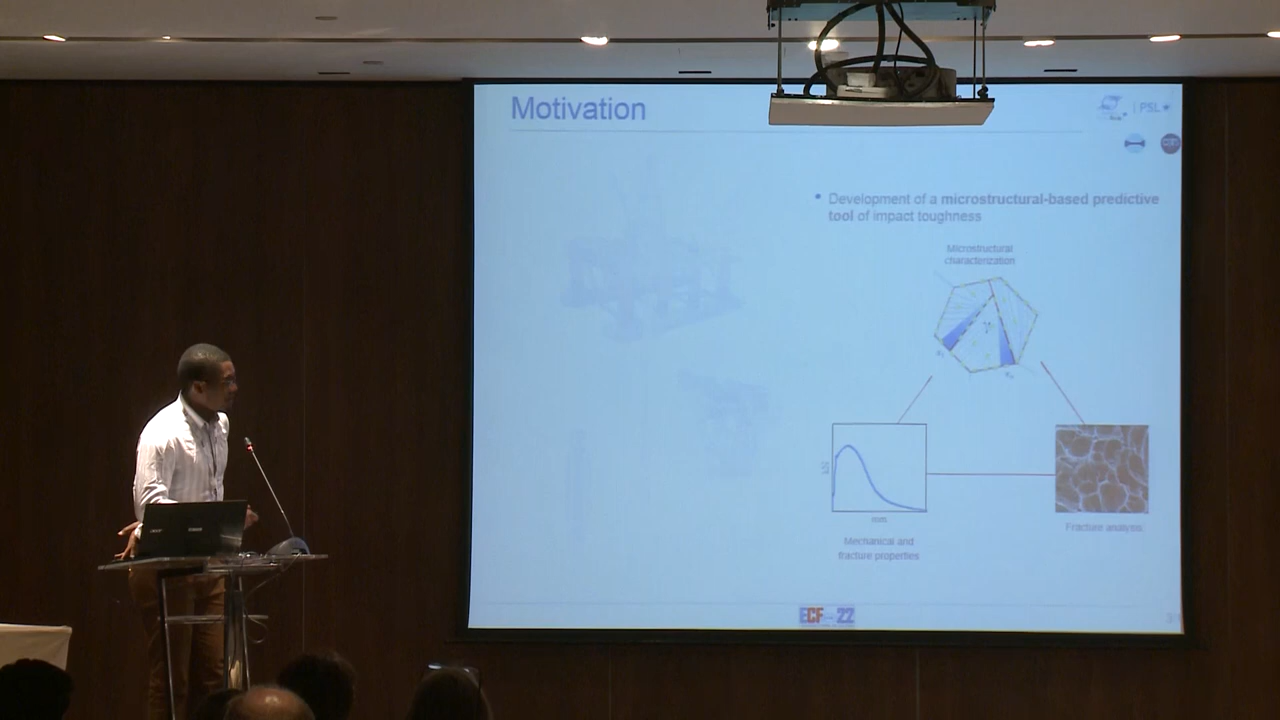 Motivation
PSL
• Development of a microstructural-based predictive
tool of impact toughness
Microstructural
characterization
Mechanical and
fracture properties
Fracture analysis
ECF 22
3